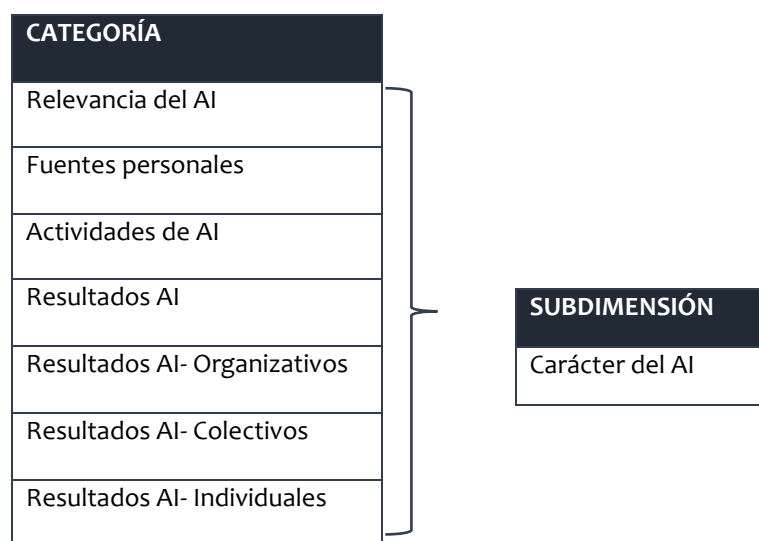 CATEGORÍA
Relevancia del AI
Fuentes personales
Actividades de AI
Resultados AI
Resultados AI- Organizativos
Resultados AI- Colectivos
Resultados AI- Individuales
SUBDIMENSIÓN
Carácter del AI